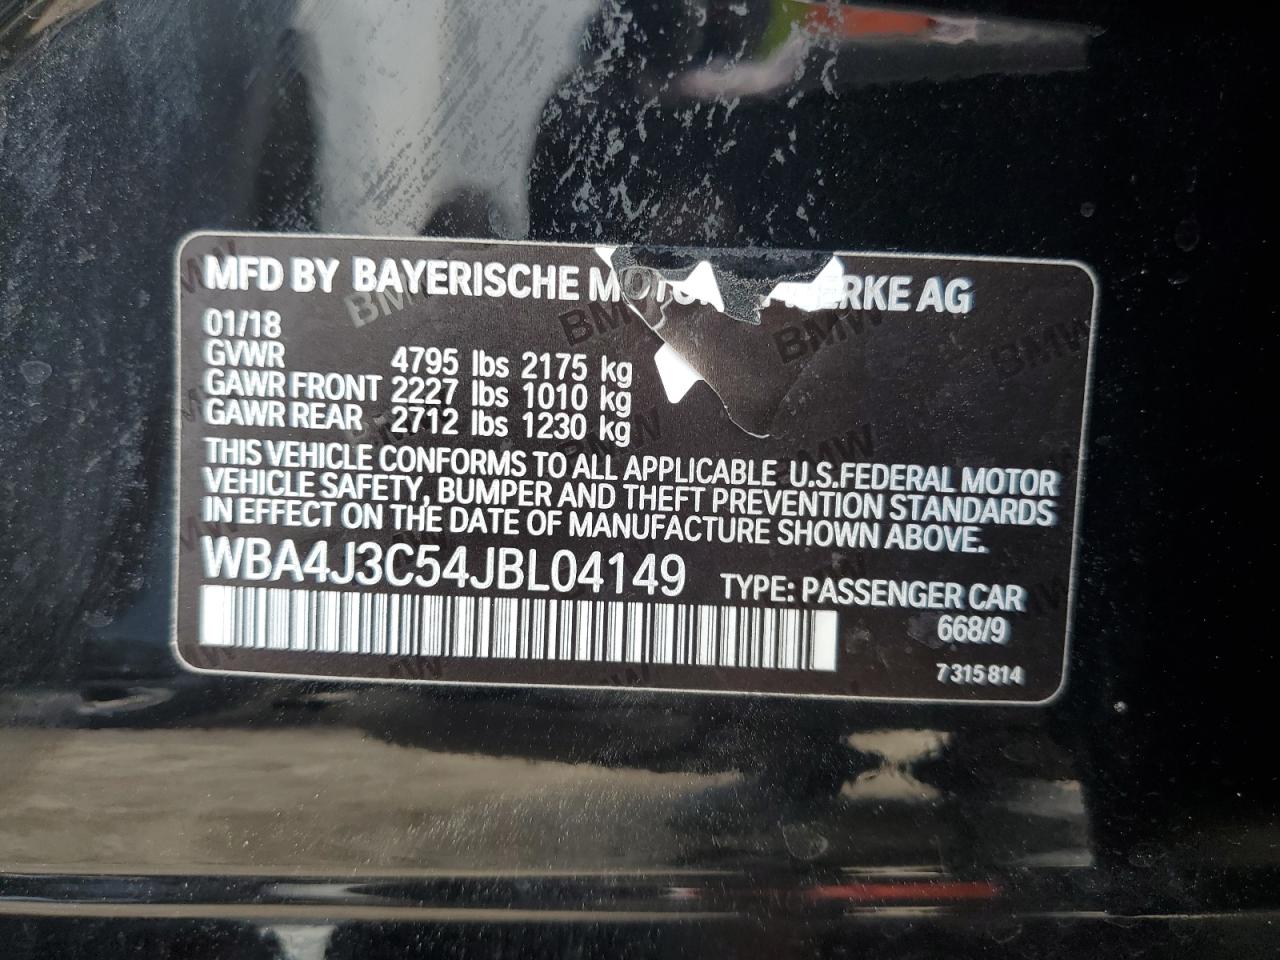 MFD BY BAYERISCHE MOTO WERKE AG
01/18
GVWR 4795 lbs 2175 kg
GAWR FRONT 2227 lbs 1010 kg
GAWR REAR 2712 lbs 1230 kg
THIS VEHICLE CONFORMS TO ALL APPLICABLE U.S.FEDERAL MOTOR
VEHICLE SAFETY, BUMPER AND THEFT PREVENTION STANDARDS
IN EFFECT ON THE DATE OF MANUFACTURE SHOWN ABOVE.
WBA4J3C54JBL04149 TYPE: PASSENGER CAR
668/9
7 315 814